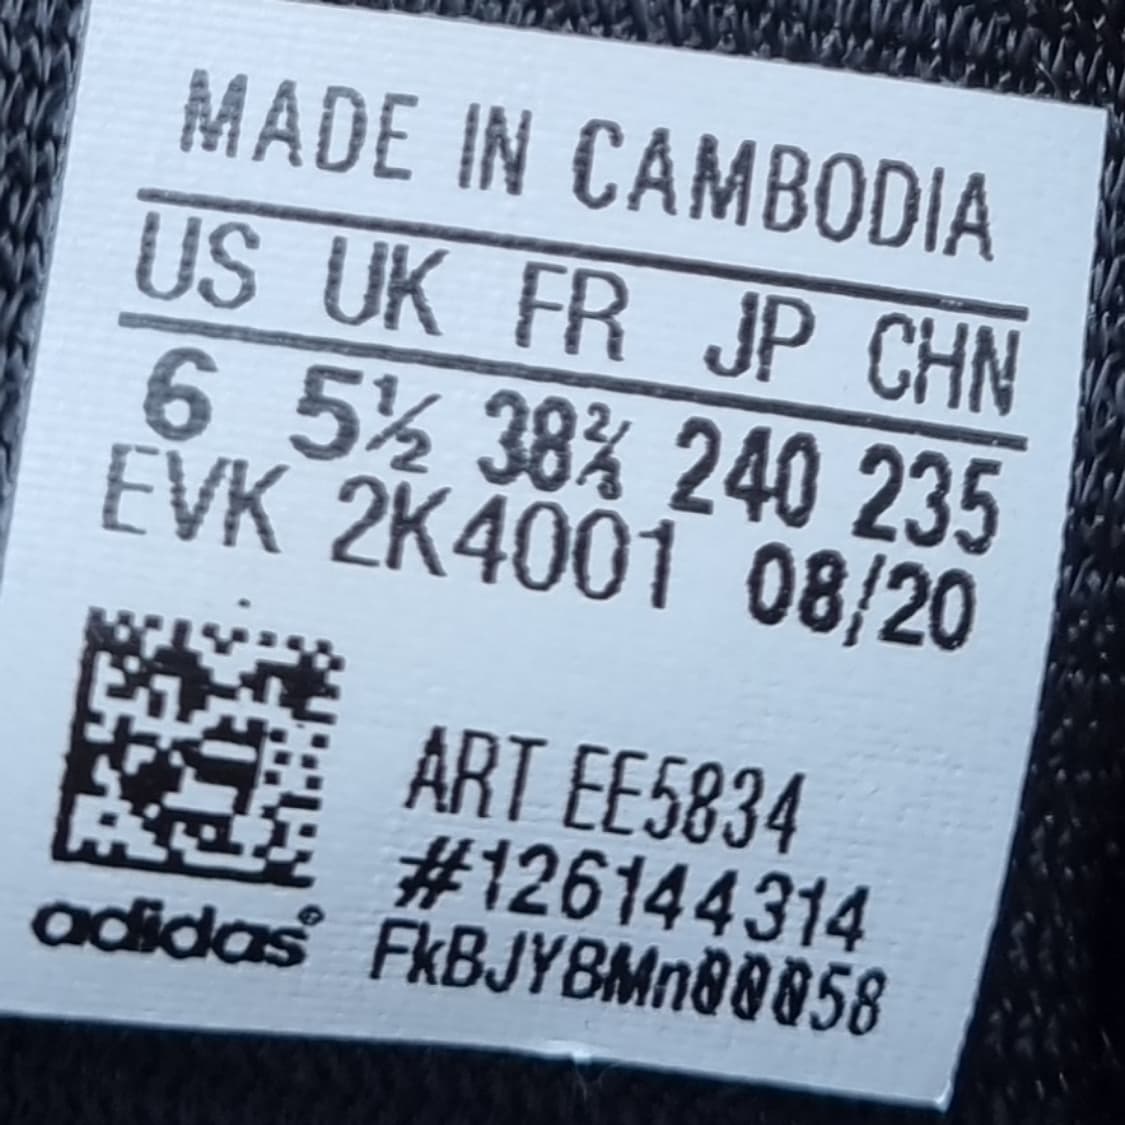 MADE IN CAMBODIA
US UK FR JP CHN
6 5½ 38⅔ 240 235
EVK 2K4001 08/20
ART EE5834
#126144314
adidas®
FkBJYBMn00058